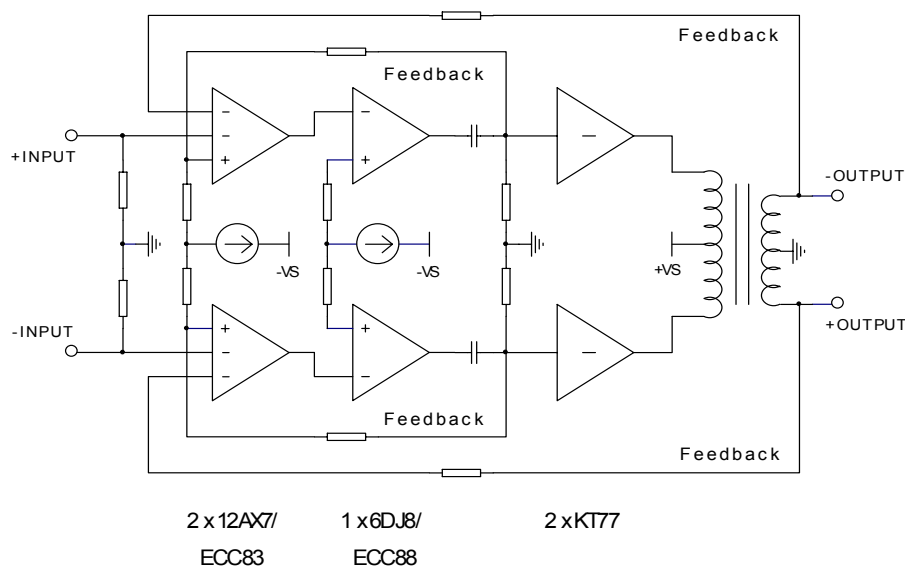 Feedback
Feedback
+INPUT
-OUTPUT
-VS
-VS
+VS
-INPUT
+OUTPUT
Feedback
Feedback
2 x 12AX7/
ECC83
1 x 6DJ8/
ECC88
2 x KT77